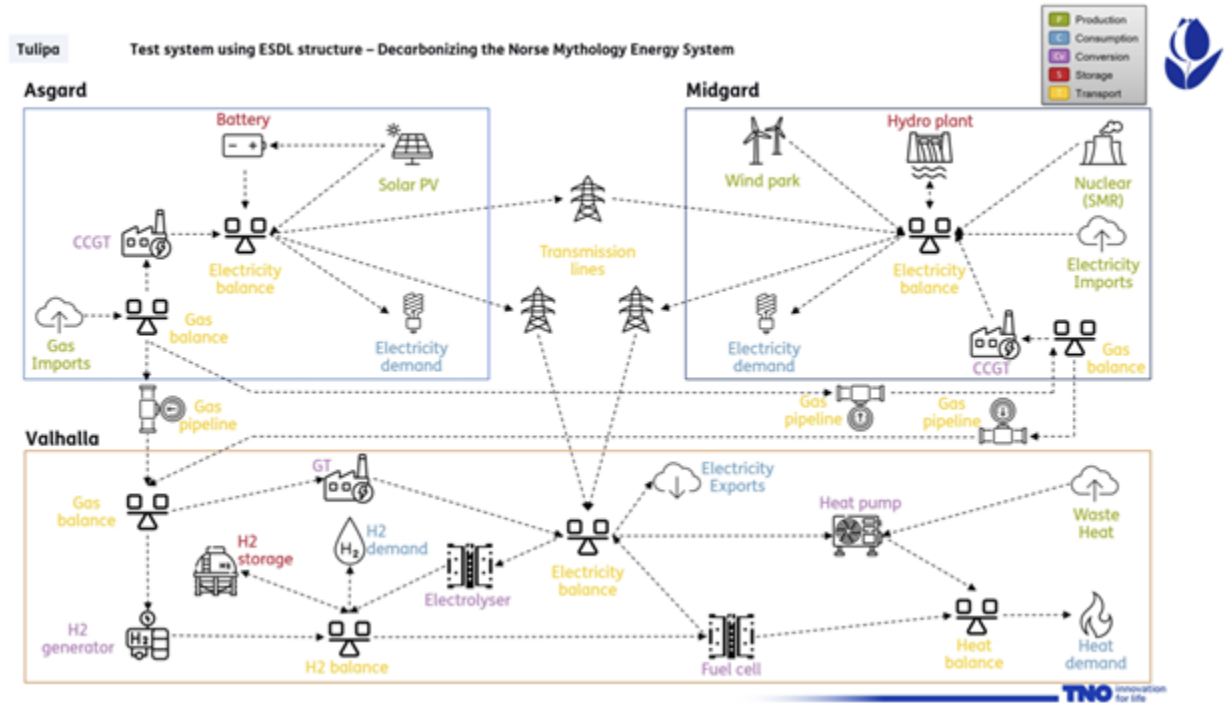 Tulipa
Test system using ESDL structure – Decarbonizing the Norse Mythology Energy System
P Production
C Consumption
Cv Conversion
S Storage
T Transport
Asgard
Battery
Solar PV
CCGT
Electricity
balance
Gas
balance
Gas
Imports
Electricity
demand
Transmission
lines
Midgard
Wind park
Hydro plant
Nuclear
(SMR)
Electricity
balance
Electricity
Imports
Electricity
demand
CCGT
Gas
balance
Gas
pipeline
Gas
pipeline
Gas
pipeline
Valhalla
Gas
balance
GT
Electricity
Exports
Heat pump
Waste
Heat
H2
storage
H2
H2
demand
H2
Electrolyser
Electricity
balance
H2
generator
H2
H2 balance
Fuel cell
Heat
balance
Heat
demand
TNO innovation
for life